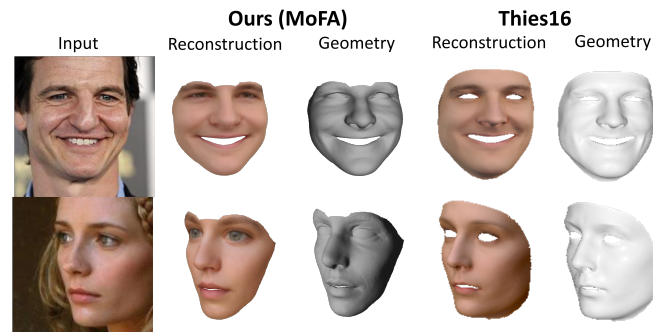 Ours (MoFA) Thies16
Input Reconstruction Geometry Reconstruction Geometry